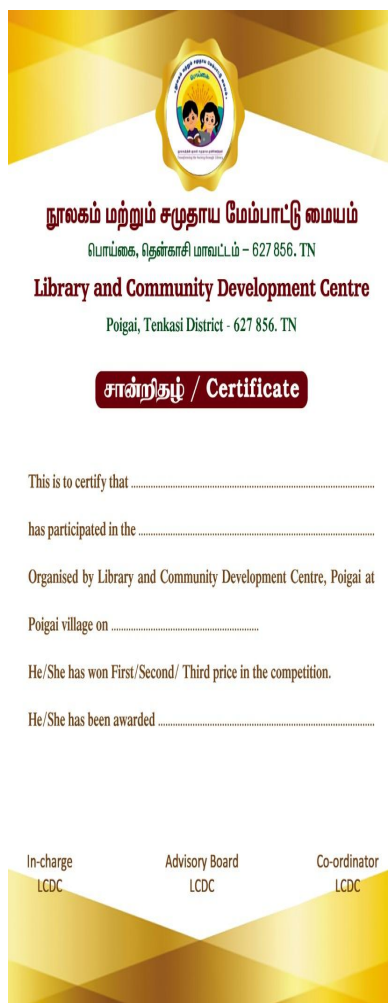 பொய்கை
நூலகம் மற்றும் சமுதாய மேம்பாட்டு மையம்
பொய்கை, தென்காசி மாவட்டம் – 627 856. TN
Library and Community Development Centre
Poigai, Tenkasi District - 627 856. TN
சான்றிதழ் / Certificate
This is to certify that ..........................................................................
has participated in the ..........................................................................
Organised by Library and Community Development Centre, Poigai at
Poigai village on .....................................................
He/She has won First/Second/ Third price in the competition.
He/She has been awarded ..........................................................................
In-charge Advisory Board Co-ordinator
LCDC LCDC LCDC